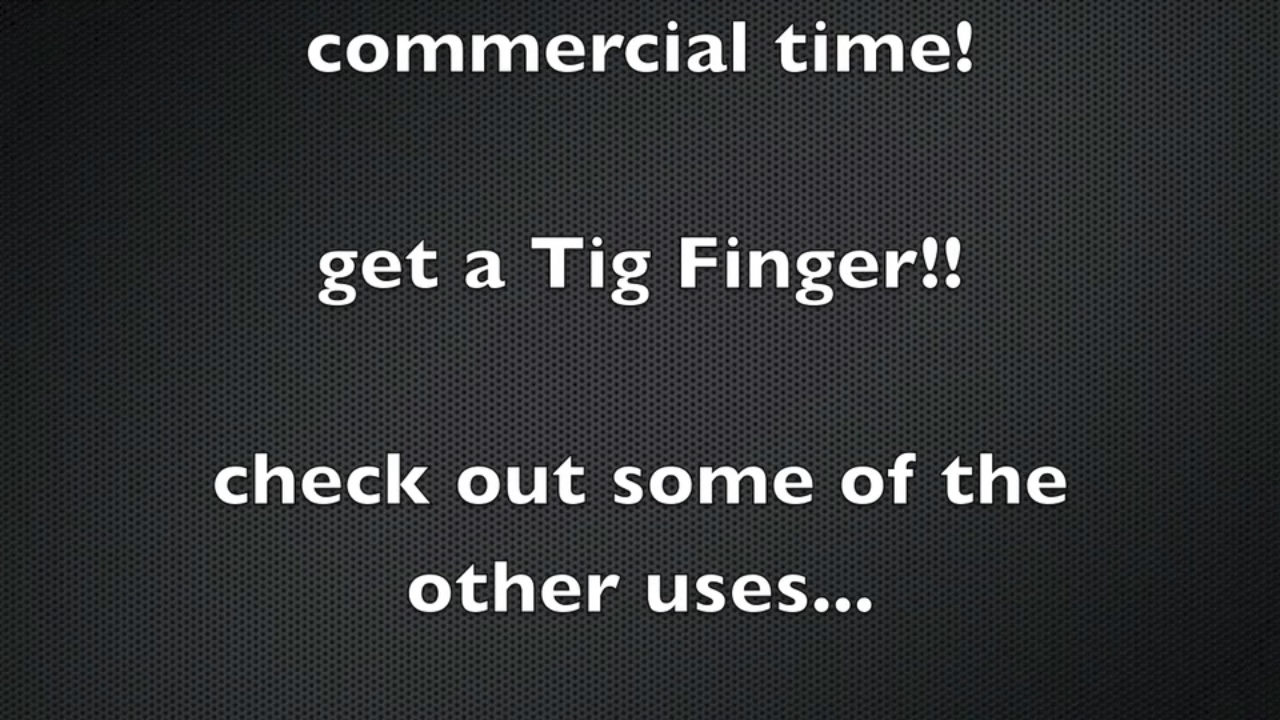 commercial time!
get a Tig Finger!!
check out some of the
other uses...